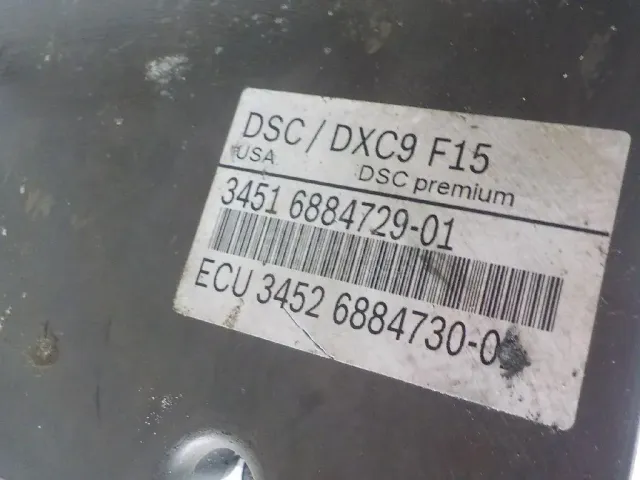 DSC / DXC9 F15
USA DSC premium
3451 6884729-01
ECU 3452 6884730-0